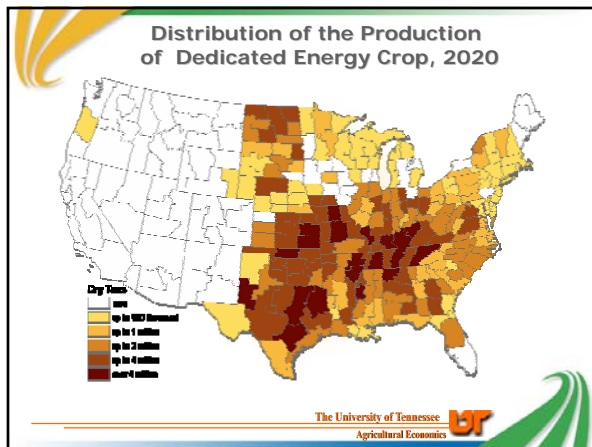 Distribution of the Production
of Dedicated Energy Crop, 2020
Dry Tons
up to 1 million
up to 2 million
up to 4 million
over 4 million
The University of Tennessee UT
Agricultural Economics